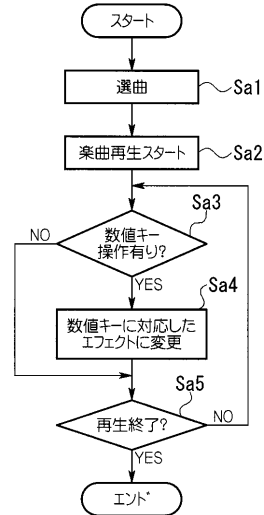 スタート
選曲
Sa1
楽曲再生スタート
Sa2
Sa3
NO
数値キー
操作有り?
YES
Sa4
数値キーに対応した
エフェクトに変更
Sa5
再生終了?
NO
YES
エンド